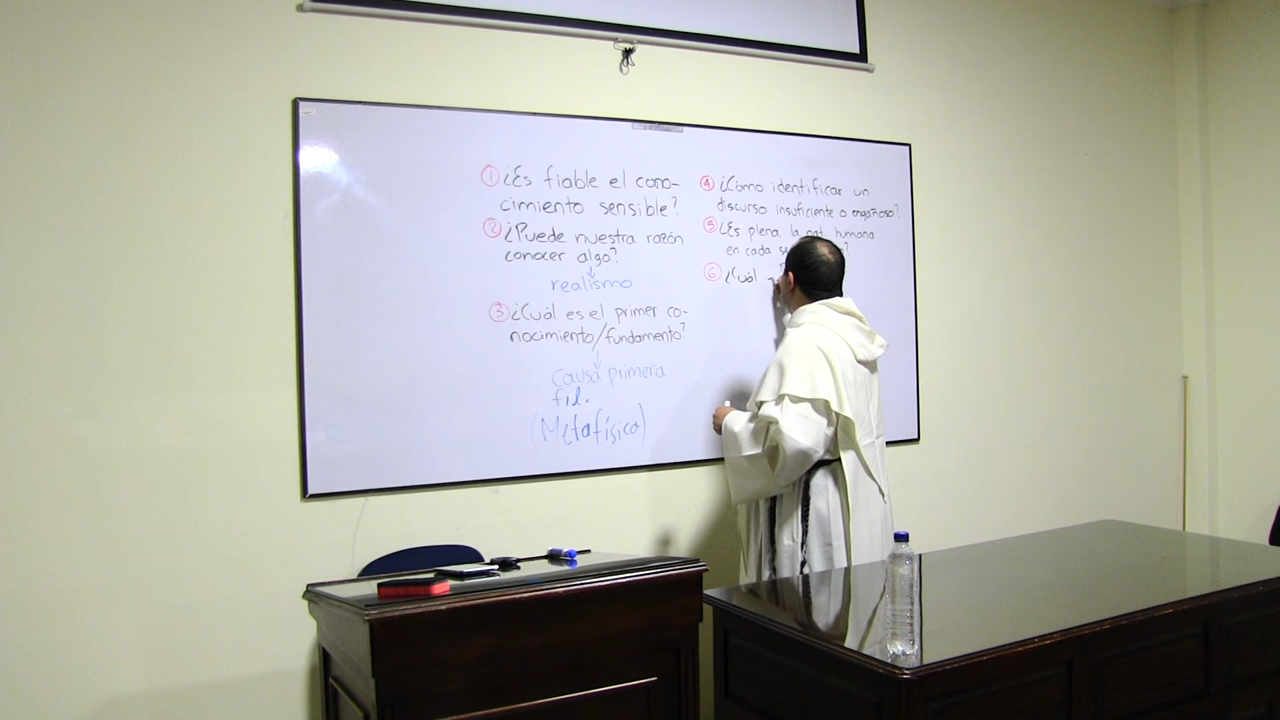 ① ¿Es fiable el cono-
cimiento sensible?
② ¿Puede nuestra razón
conocer algo?
realismo
③ ¿Cuál es el primer co-
nocimiento/fundamento?
causa primera
fil.
(Metafísica)
④ ¿Cómo identificar un
discurso insuficiente o engañoso?
⑤ ¿Es plena la nat. humana
en cada
⑥ ¿Cuál